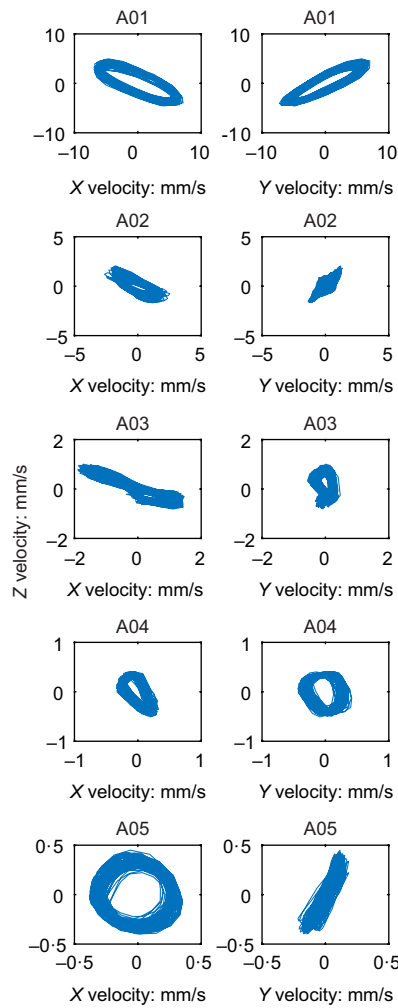 A01 A01
10 10
0 0
–10 -10
–10 0 10 –10 0 10
X velocity: mm/s Y velocity: mm/s
A02 A02
5 5
0 0
–5 –5
–5 0 5 –5 0 5
X velocity: mm/s Y velocity: mm/s
A03 A03
2 2
0 0
–2 –2
–2 0 2 –2 0 2
X velocity: mm/s Y velocity: mm/s
Z velocity: mm/s
A04 A04
1 1
0 0
–1 –1
–1 0 1 –1 0 1
X velocity: mm/s Y velocity: mm/s
A05 A05
0·5 0·5
0 0
–0·5 –0·5
–0·5 0 0·5 –0·5 0 0·5
X velocity: mm/s Y velocity: mm/s